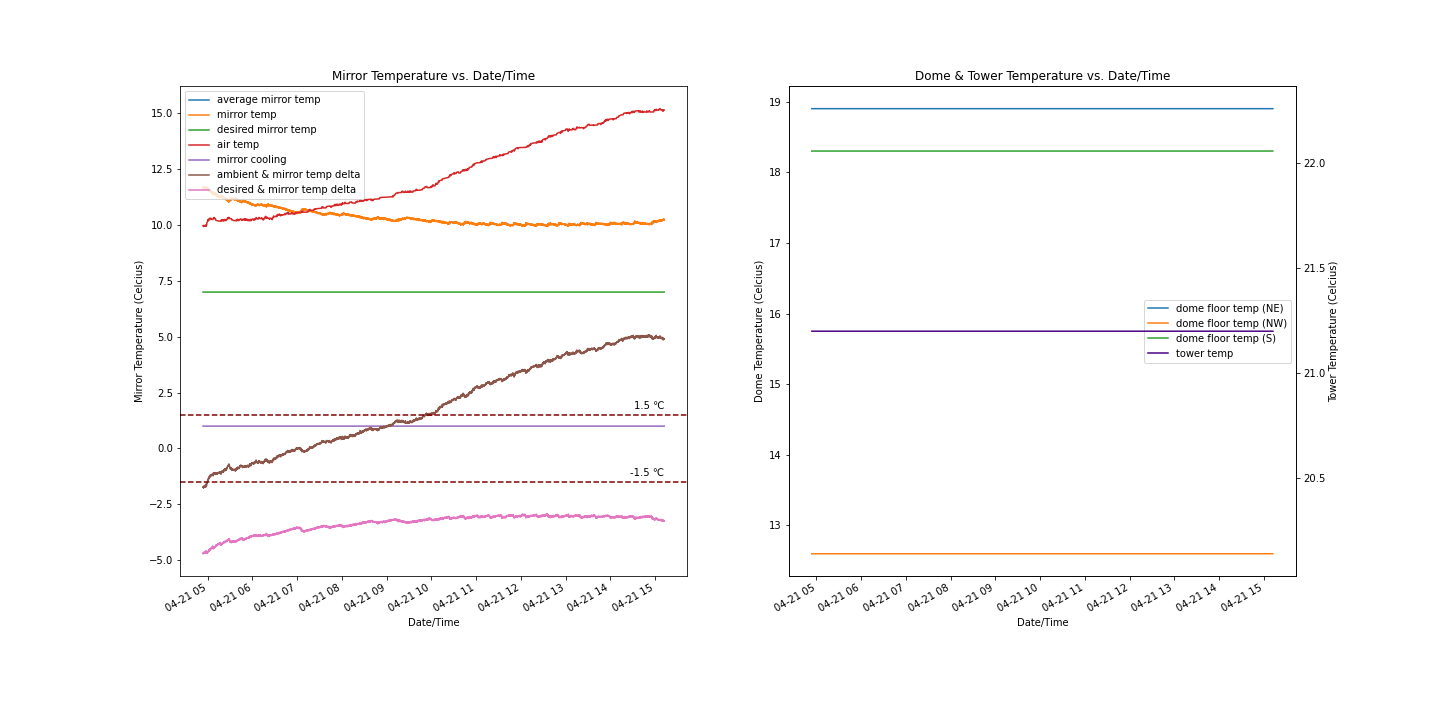 Mirror Temperature vs. Date/Time
average mirror temp
mirror temp
desired mirror temp
air temp
mirror cooling
ambient & mirror temp delta
desired & mirror temp delta
15.0
12.5
10.0
7.5
5.0
2.5
0.0
−2.5
−5.0
Mirror Temperature (Celcius)
1.5 °C
-1.5 °C
04-21 05
04-21 06
04-21 07
04-21 08
04-21 09
04-21 10
04-21 11
04-21 12
04-21 13
04-21 14
04-21 15
Date/Time
Dome & Tower Temperature vs. Date/Time
19
18
17
16
15
14
13
Dome Temperature (Celcius)
dome floor temp (NE)
dome floor temp (NW)
dome floor temp (S)
tower temp
22.0
21.5
21.0
20.5
Tower Temperature (Celcius)
04-21 05
04-21 06
04-21 07
04-21 08
04-21 09
04-21 10
04-21 11
04-21 12
04-21 13
04-21 14
04-21 15
Date/Time